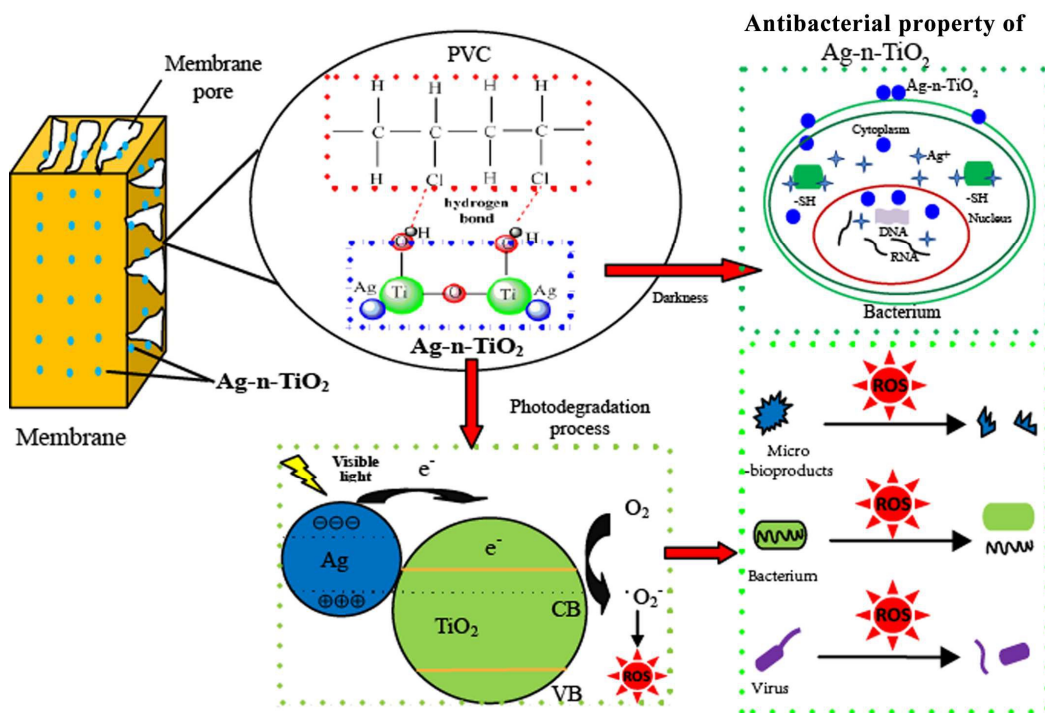 Antibacterial property of
Ag-n-TiO₂
Membrane
pore
Ag-n-TiO₂
Membrane
PVC
H H H H
C C C C
H Cl H Cl
hydrogen
bond
H H
O O
Ag Ti O Ti Ag
Ag-n-TiO₂
Darkness
Ag-n-TiO₂
Cytoplasm
Ag+
-SH
-SH
Nucleus
DNA
RNA
Bacterium
Photodegradation
process
Visible
light
e⁻
⊖⊖⊖
Ag
⊕⊕⊕
e⁻
TiO₂
CB
VB
O₂
·O₂⁻
ROS
ROS
Micro
-bioproducts
ROS
Bacterium
ROS
Virus